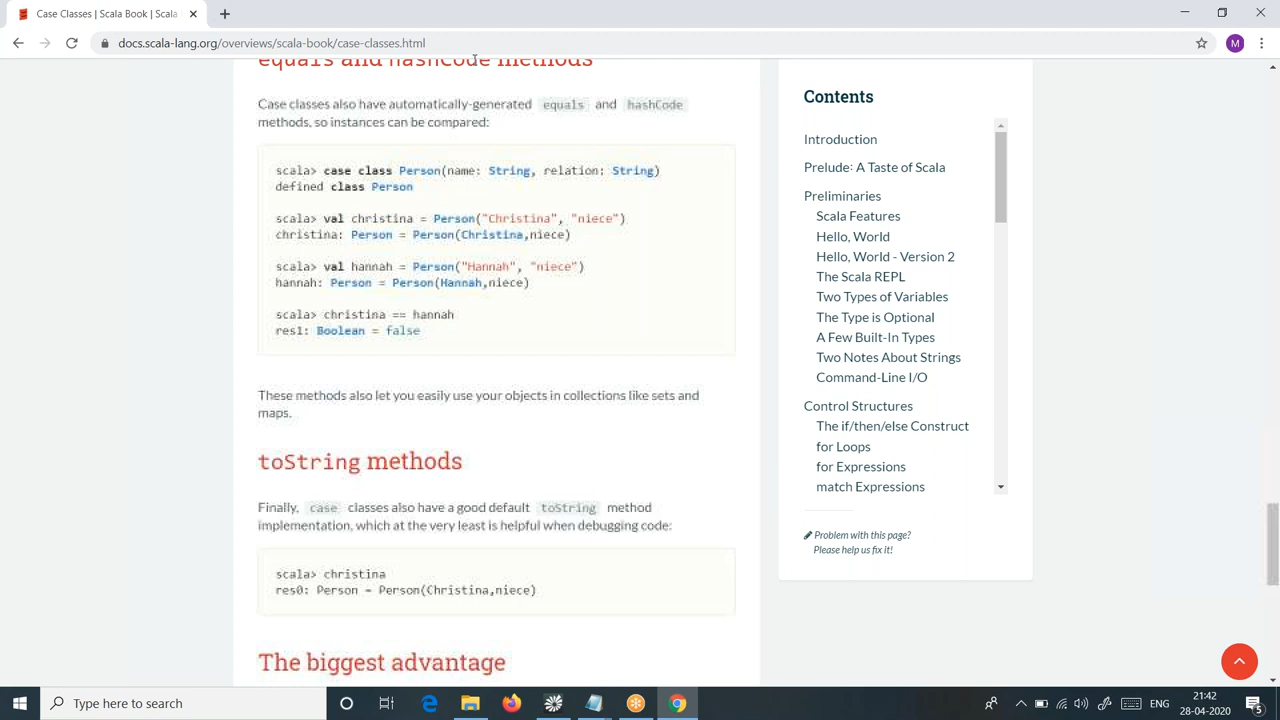 Case Classes | Scala Book | Scala
docs.scala-lang.org/overviews/scala-book/case-classes.html
M
equals and hashCode methods
Case classes also have automatically-generated equals and hashCode
methods, so instances can be compared:
scala> case class Person(name: String, relation: String)
defined class Person
scala> val christina = Person("Christina", "niece")
christina: Person = Person(Christina,niece)
scala> val hannah = Person("Hannah", "niece")
hannah: Person = Person(Hannah,niece)
scala> christina == hannah
res1: Boolean = false
These methods also let you easily use your objects in collections like sets and
maps.
toString methods
Finally, case classes also have a good default toString method
implementation, which at the very least is helpful when debugging code:
scala> christina
res0: Person = Person(Christina,niece)
The biggest advantage
Contents
Introduction
Prelude: A Taste of Scala
Preliminaries
Scala Features
Hello, World
Hello, World - Version 2
The Scala REPL
Two Types of Variables
The Type is Optional
A Few Built-In Types
Two Notes About Strings
Command-Line I/O
Control Structures
The if/then/else Construct
for Loops
for Expressions
match Expressions
Problem with this page?
Please help us fix it!
Type here to search
ENG
21:42
28-04-2020
5